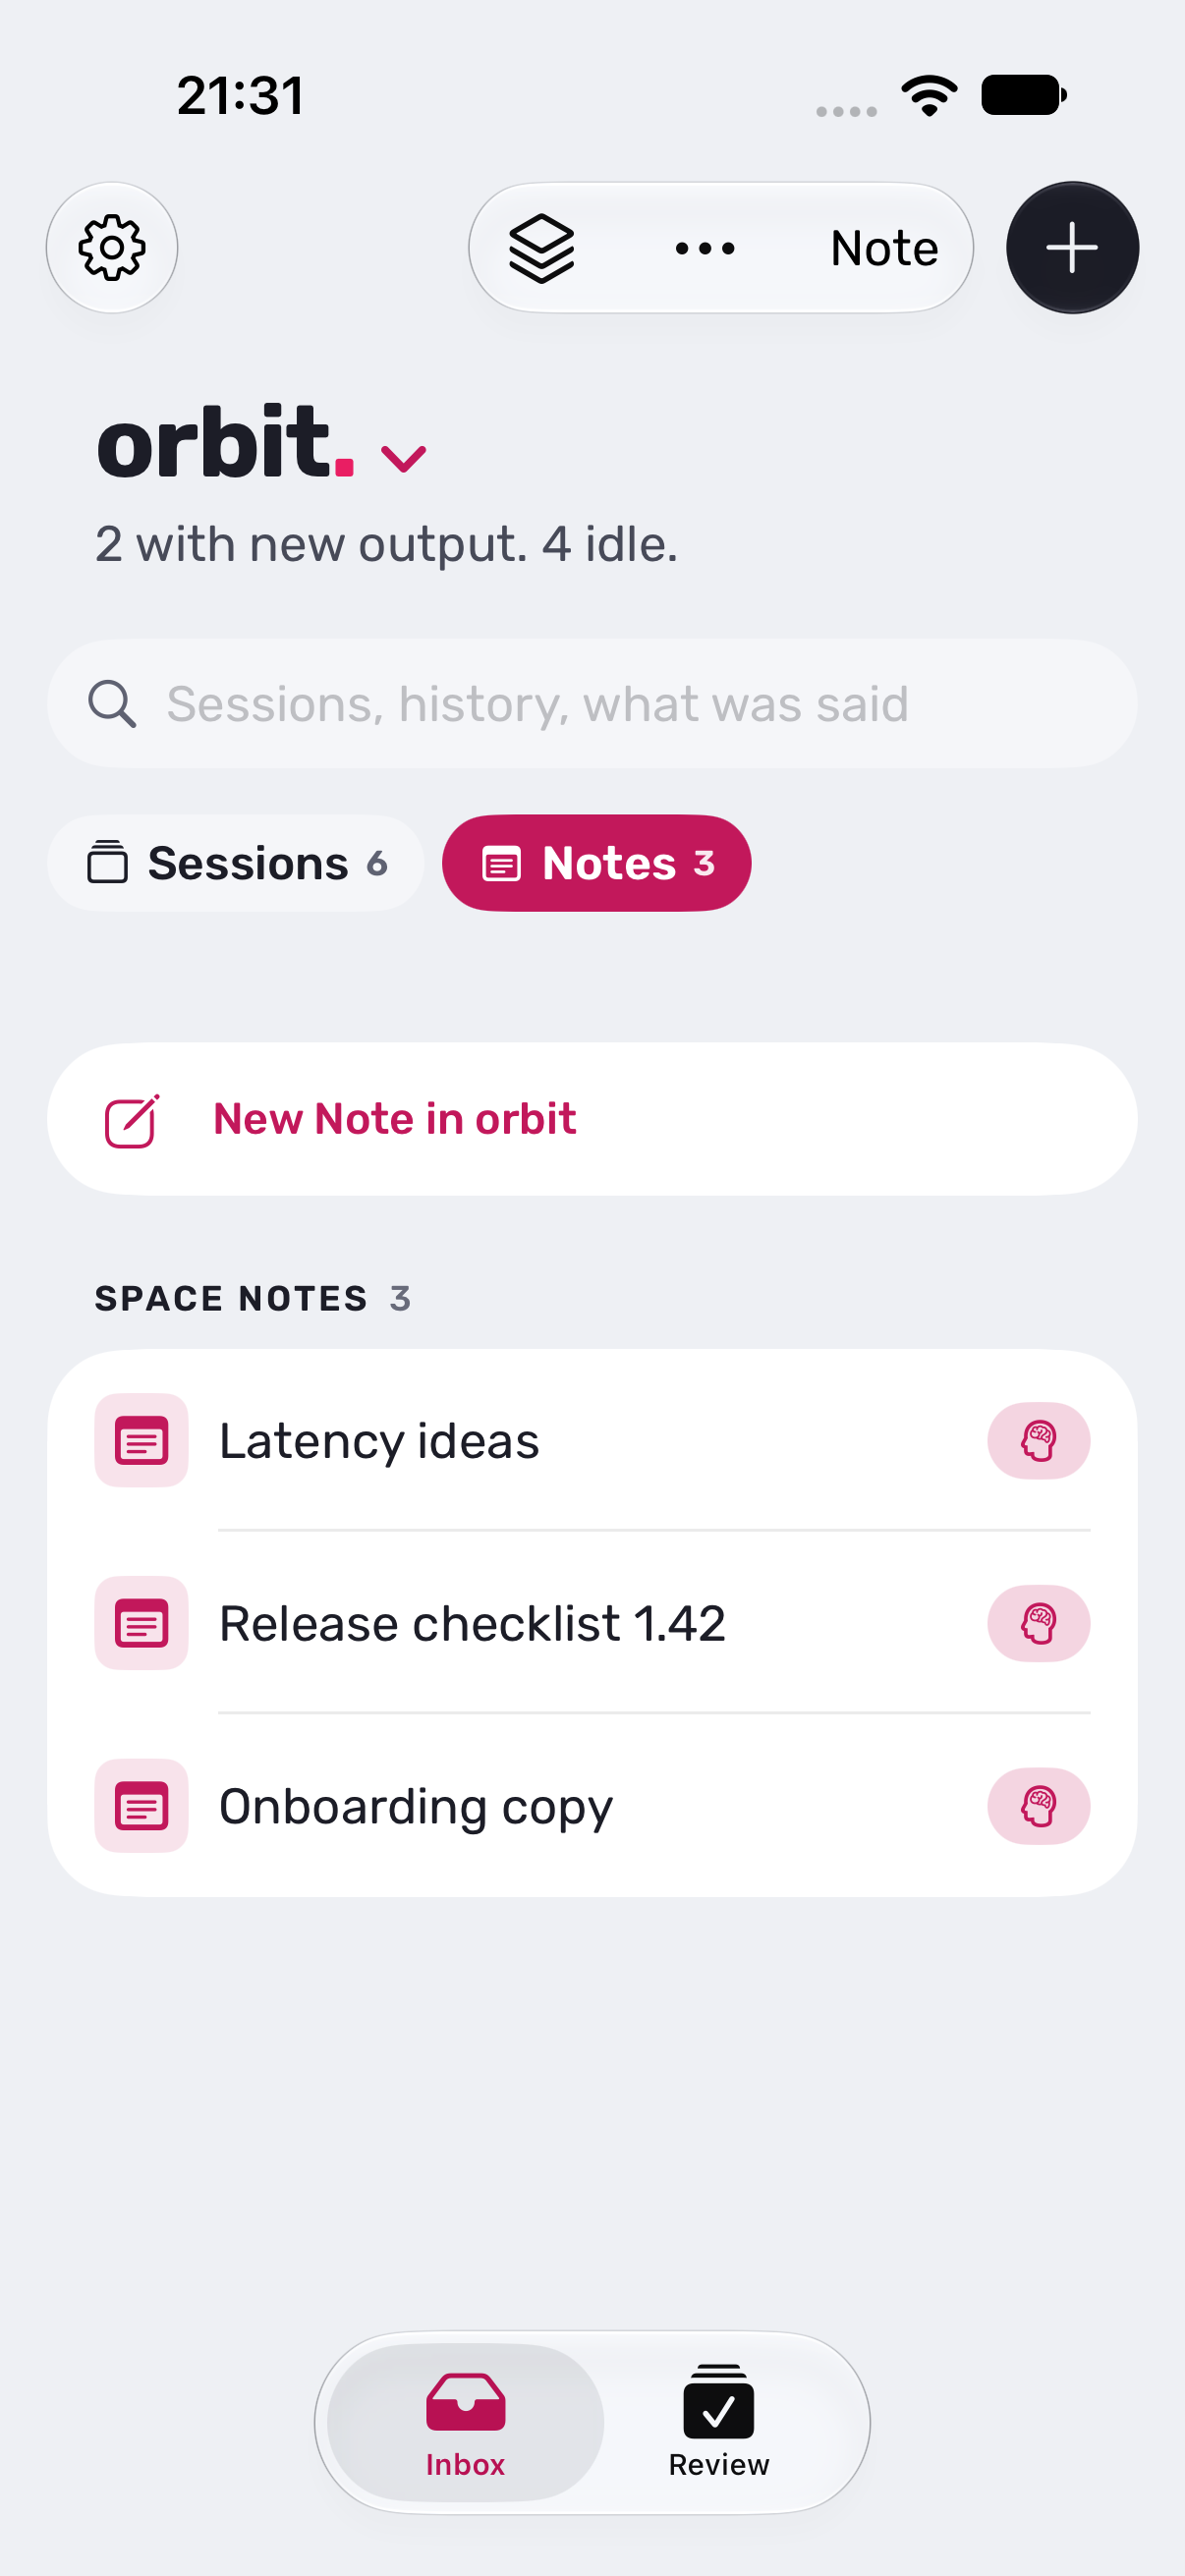 21:31
Note
orbit.
2 with new output. 4 idle.
Sessions, history, what was said
Sessions 6
Notes 3
New Note in orbit
SPACE NOTES 3
Latency ideas
Release checklist 1.42
Onboarding copy
Inbox
Review